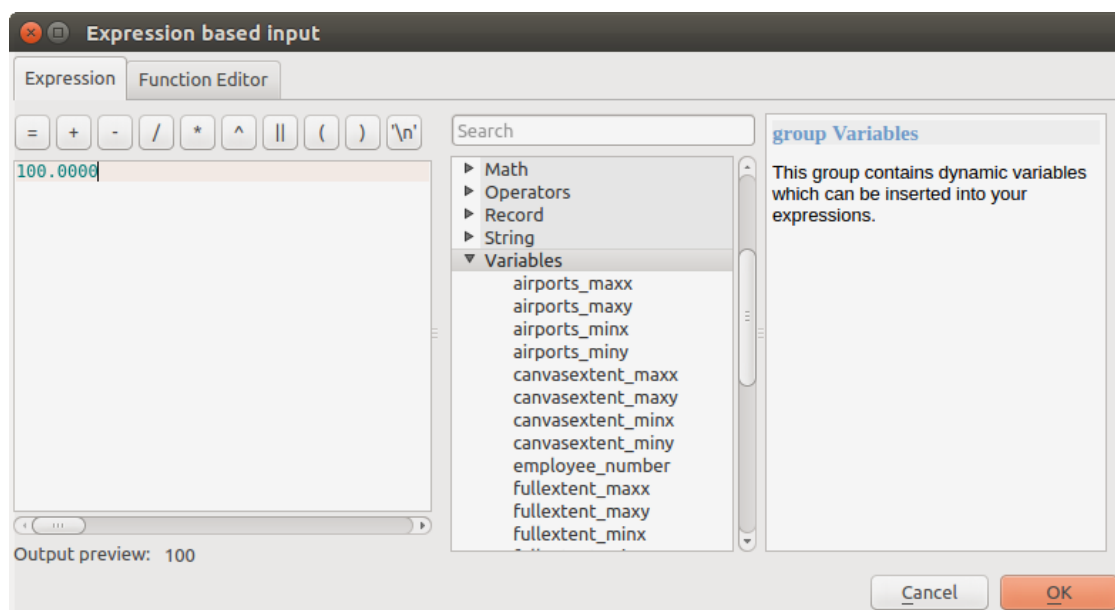 Expression based input
Expression Function Editor
= + - / * ^ || ( ) '\n'
100.0000
Output preview: 100
Search
Math
Operators
Record
String
Variables
airports_maxx
airports_maxy
airports_minx
airports_miny
canvasextent_maxx
canvasextent_maxy
canvasextent_minx
canvasextent_miny
employee_number
fullextent_maxx
fullextent_maxy
fullextent_minx
group Variables
This group contains dynamic variables
which can be inserted into your
expressions.
Cancel OK